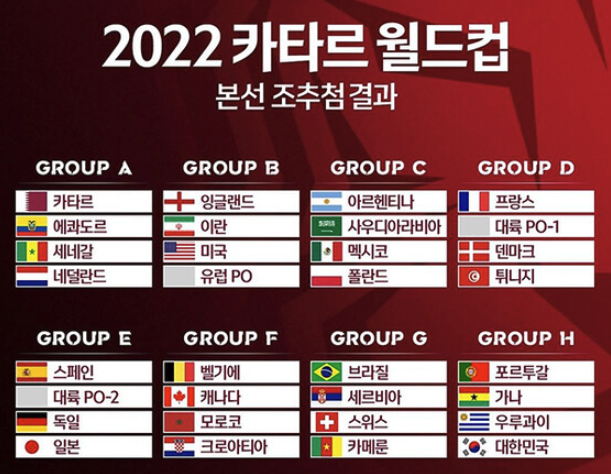 2022 카타르 월드컵
본선 조추첨 결과
GROUP A
카타르
에콰도르
세네갈
네덜란드
GROUP B
잉글랜드
이란
미국
유럽 PO
GROUP C
아르헨티나
사우디아라비아
멕시코
폴란드
GROUP D
프랑스
대륙 PO-1
덴마크
튀니지
GROUP E
스페인
대륙 PO-2
독일
일본
GROUP F
벨기에
캐나다
모로코
크로아티아
GROUP G
브라질
세르비아
스위스
카메룬
GROUP H
포르투갈
가나
우루과이
대한민국